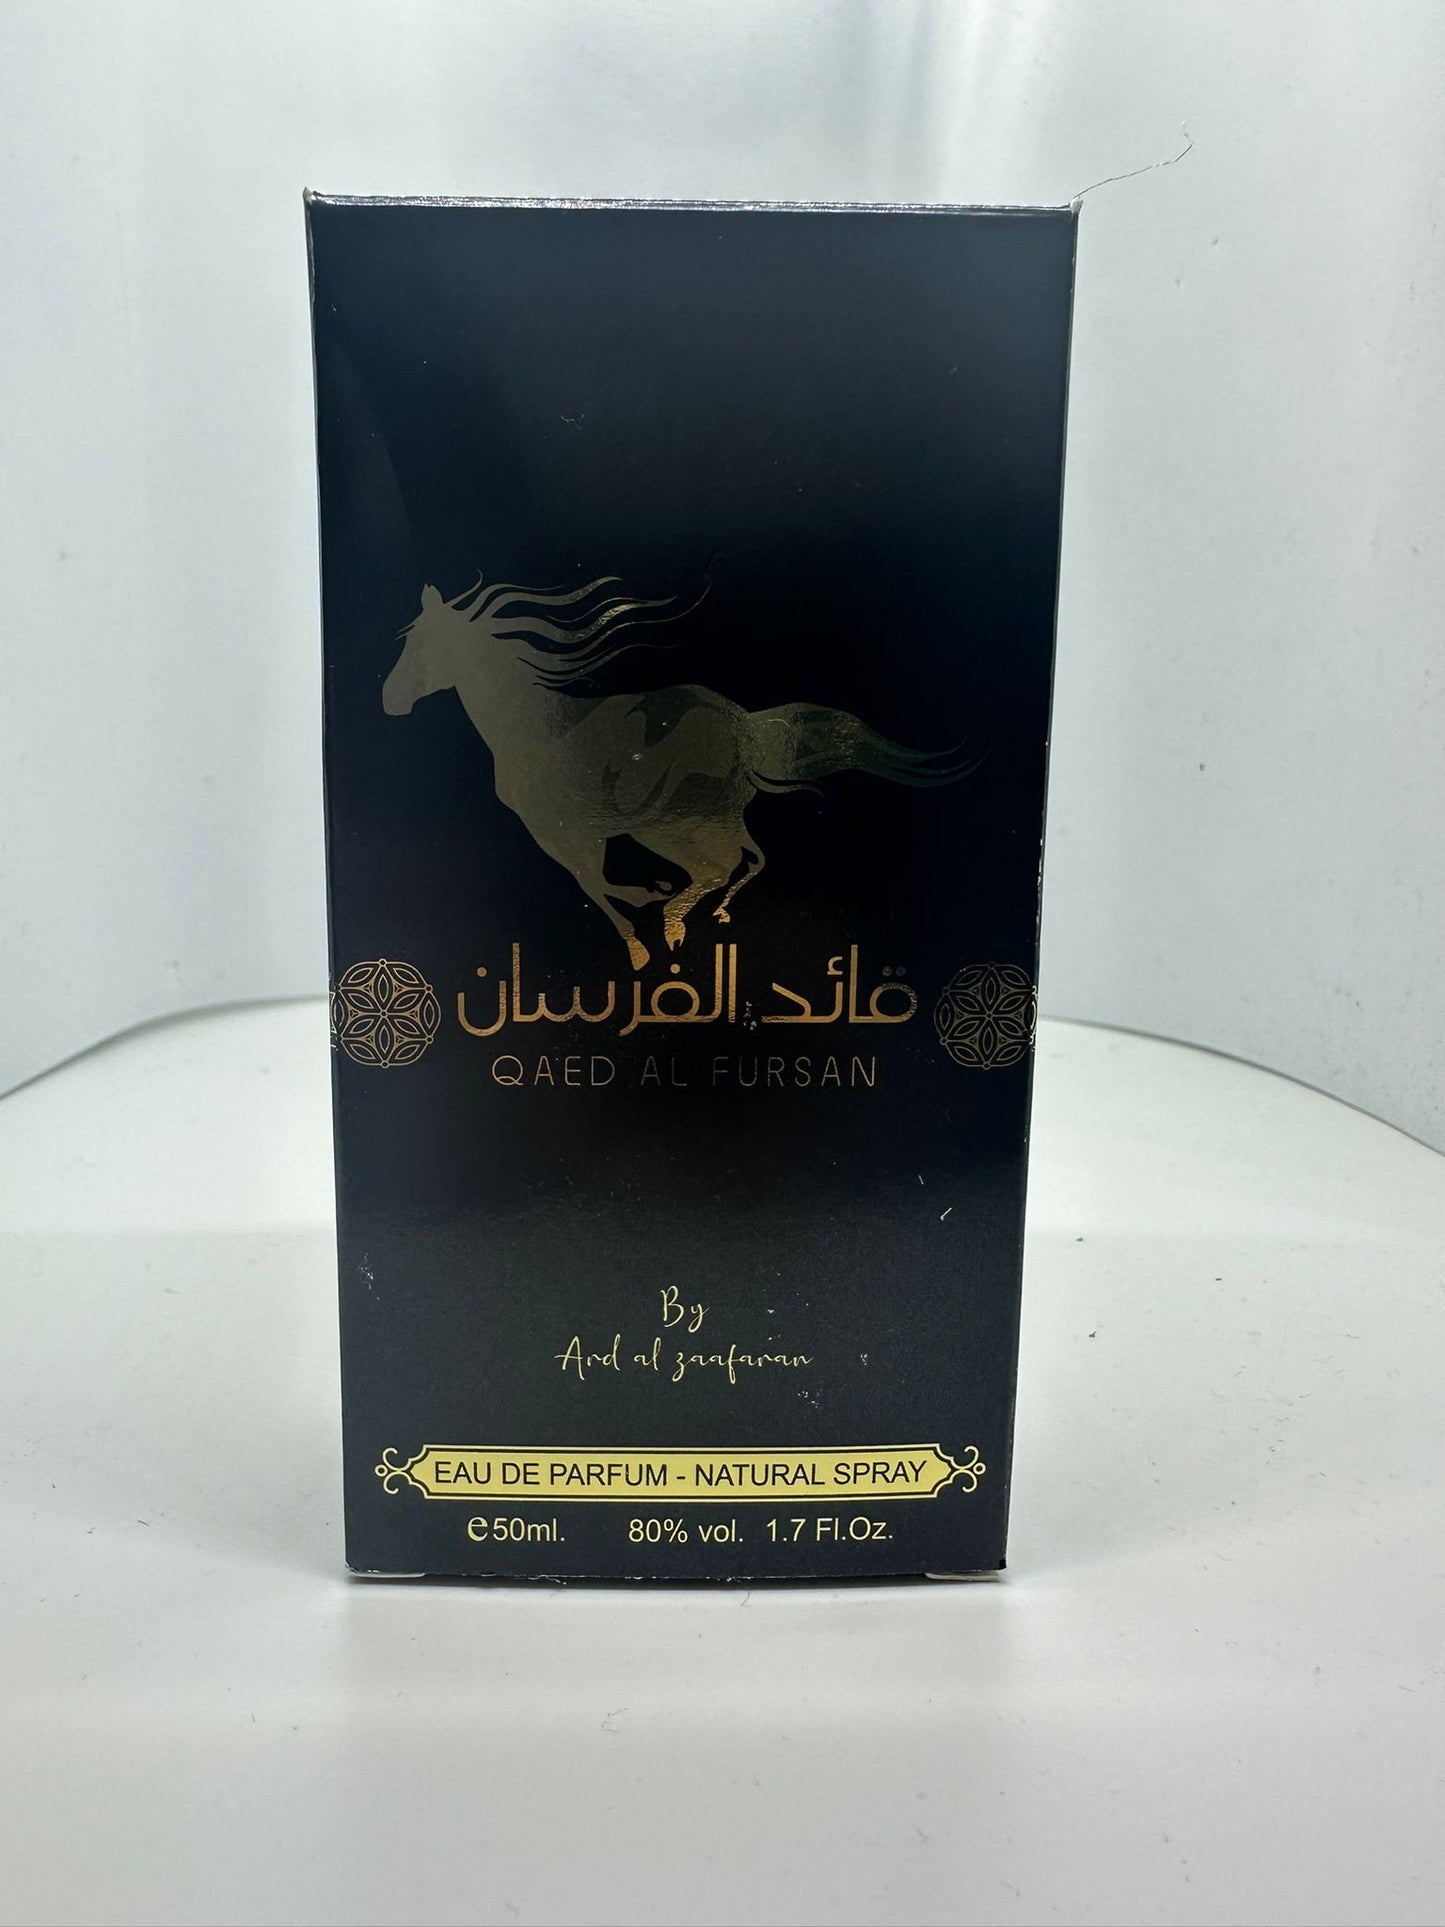 قائد الفرسان
QAED AL FURSAN
By
Ard al zaafaran
EAU DE PARFUM - NATURAL SPRAY
e50ml. 80% vol. 1.7 Fl.Oz.